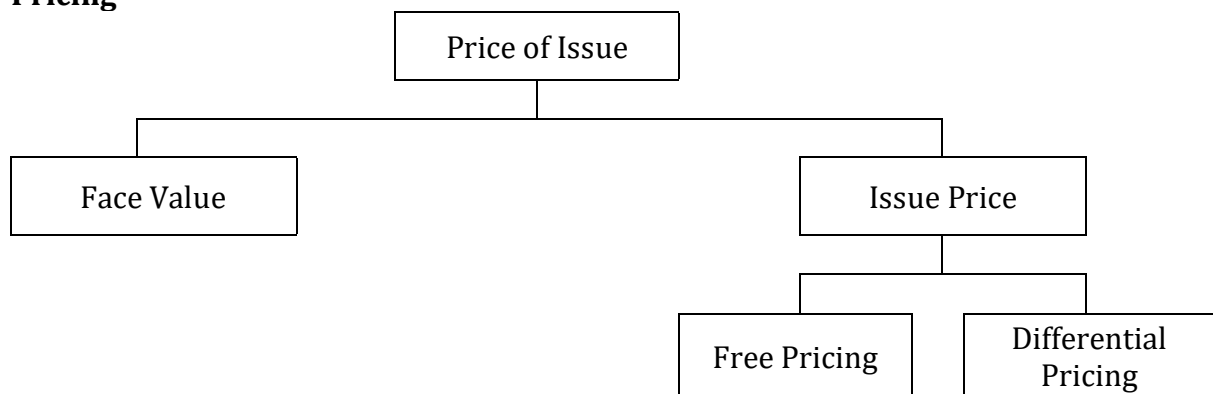 Pricing
Price of Issue
Face Value
Issue Price
Free Pricing
Differential
Pricing